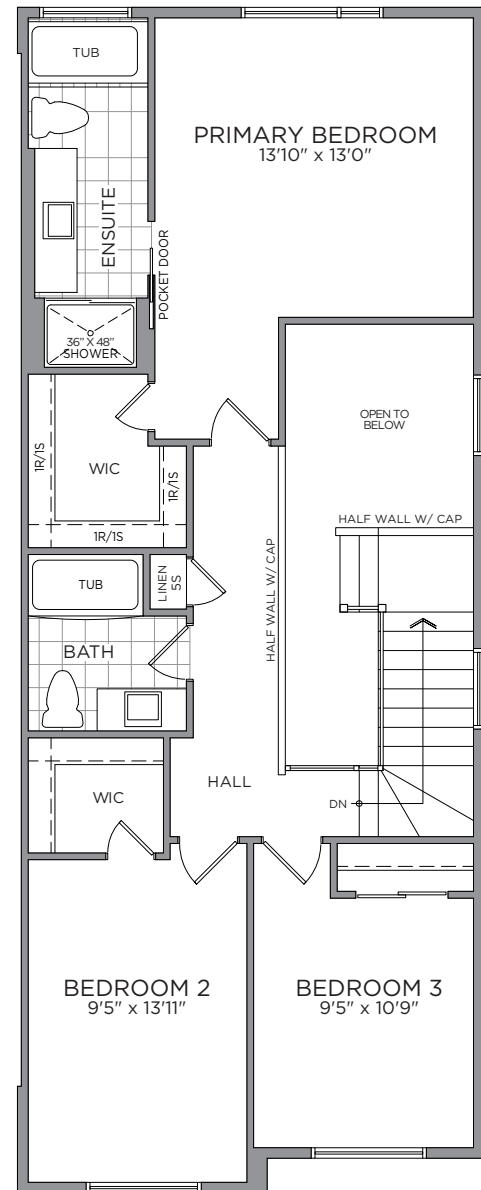 TUB
PRIMARY BEDROOM
13'10" x 13'0"
ENSUITE
POCKET DOOR
36" X 48"
SHOWER
OPEN TO
BELOW
1R/1S
WIC
1R/1S
1R/1S
HALF WALL W/ CAP
HALF WALL W/ CAP
TUB
LINEN
5S
BATH
HALL
WIC
DN
BEDROOM 2
9'5" x 13'11"
BEDROOM 3
9'5" x 10'9"